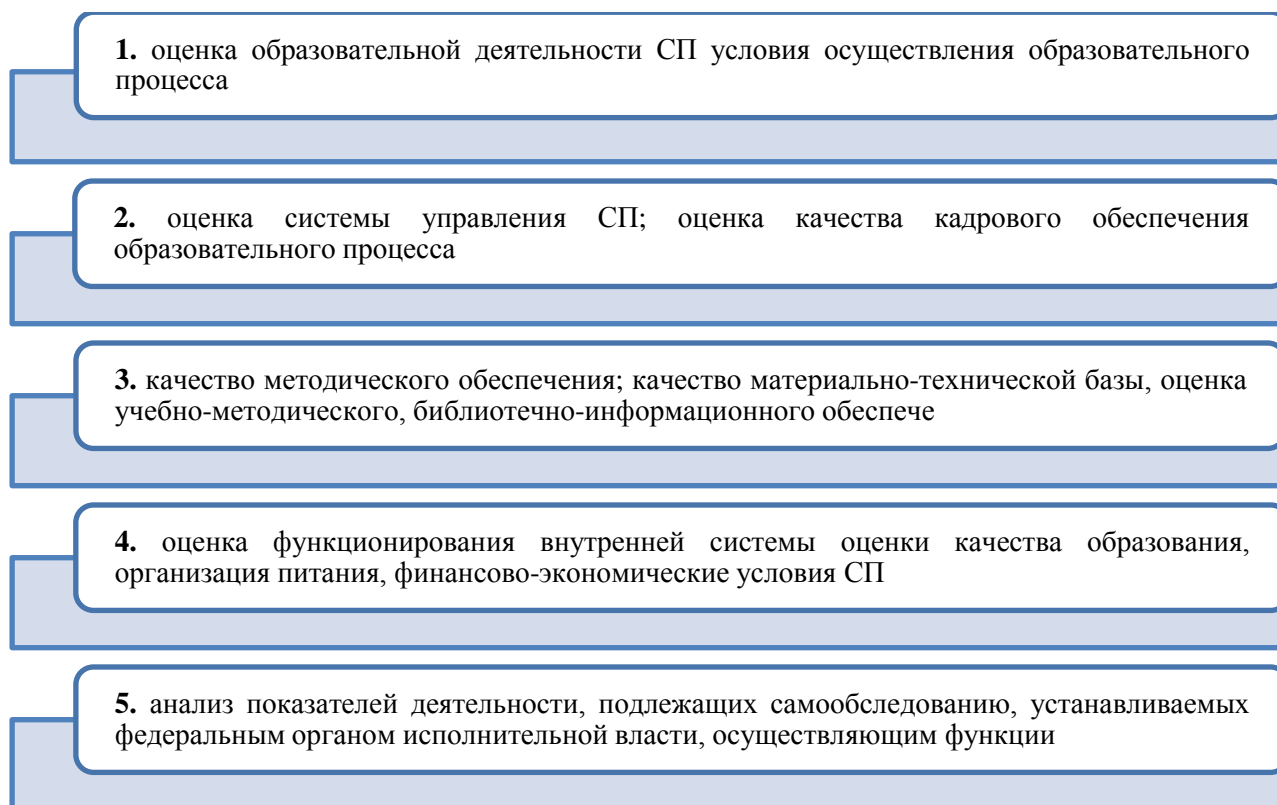 1. оценка образовательной деятельности СП условия осуществления образовательного
процесса
2. оценка системы управления СП; оценка качества кадрового обеспечения
образовательного процесса
3. качество методического обеспечения; качество материально-технической базы, оценка
учебно-методического, библиотечно-информационного обеспече
4. оценка функционирования внутренней системы оценки качества образования,
организация питания, финансово-экономические условия СП
5. анализ показателей деятельности, подлежащих самообследованию, устанавливаемых
федеральным органом исполнительной власти, осуществляющим функции